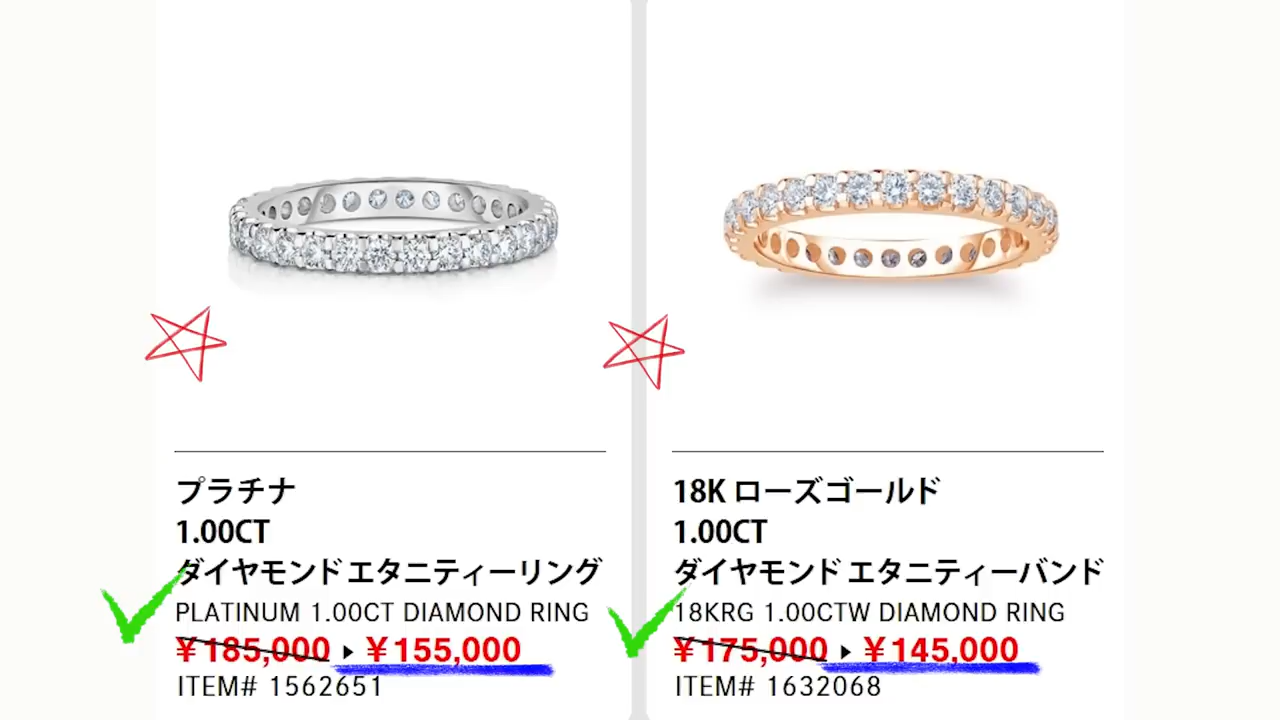 プラチナ
1.00CT
ダイヤモンド エタニティーリング
PLATINUM 1.00CT DIAMOND RING
¥185,000 ▶ ¥155,000
ITEM# 1562651
18K ローズゴールド
1.00CT
ダイヤモンド エタニティーバンド
18KRG 1.00CTW DIAMOND RING
¥175,000 ▶ ¥145,000
ITEM# 1632068